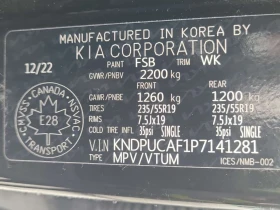 MANUFACTURED IN KOREA BY
KIA CORPORATION
12/22 PAINT FSB TRIM WK
GVWR/PNBV 2200 kg
FRONT REAR
GAWR/PNBE 1260 kg 1200 kg
TIRES 235/55R19 235/55R19
RIMS 7.5Jx19 7.5Jx19
COLD TIRE INFL 35psi SINGLE 35psi SINGLE
V.I.N KNDPUCAF1P7141281
TYPE MPV/VTUM
ICES/NMB-002
CANADA
CMVSS NSVAC
E28
TRANSPORT